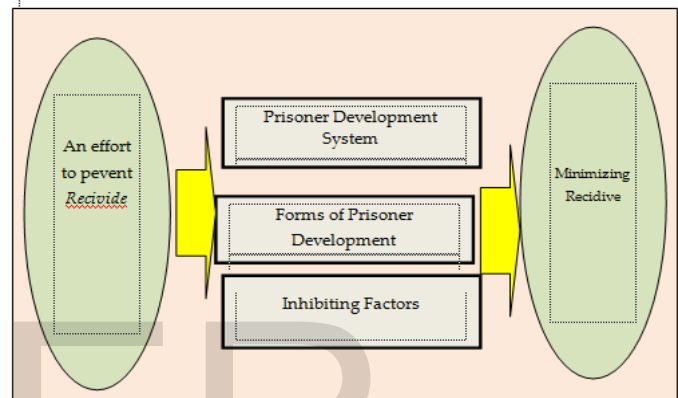 An effort
to pevent
Recivide
Prisoner Development
System
Forms of Prisoner
Development
Inhibiting Factors
Minimizing
Recidive